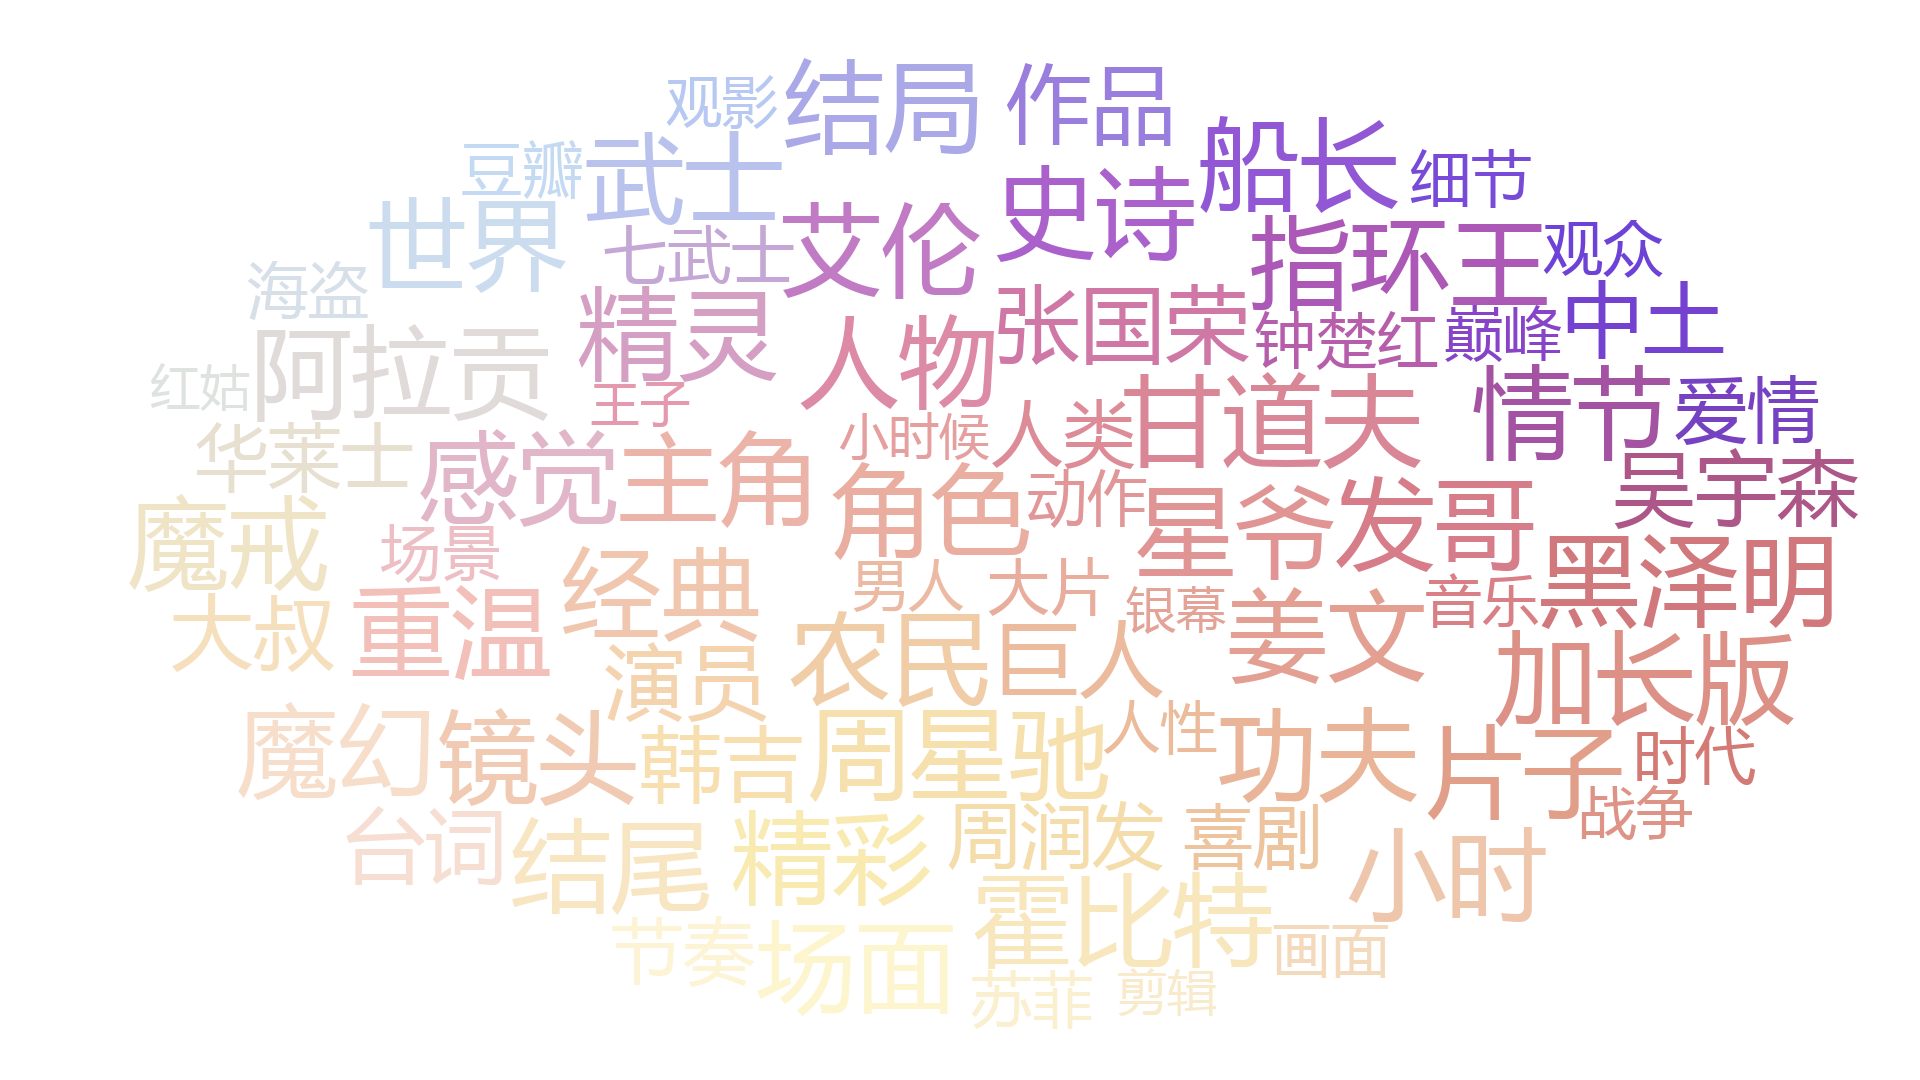 结局
作品
观影
船长
豆瓣
武士
细节
史诗
世界
艾伦
七武士
指环王
观众
海盗
精灵
张国荣
中土
人物
钟楚红
巅峰
阿拉贡
红姑
王子
情节
爱情
甘道夫
小时候
人类
华莱士
感觉
主角
吴宇森
角色
动作
星爷
发哥
魔戒
场景
黑泽明
经典
男人
大片
银幕
音乐
大叔
重温
农民
巨人
姜文
加长版
演员
魔幻
镜头
韩吉
周星驰
人性
功夫
片子
时代
战争
台词
结尾
精彩
周润发
喜剧
小时
霍比特
节奏
场面
画面
苏菲
剪辑